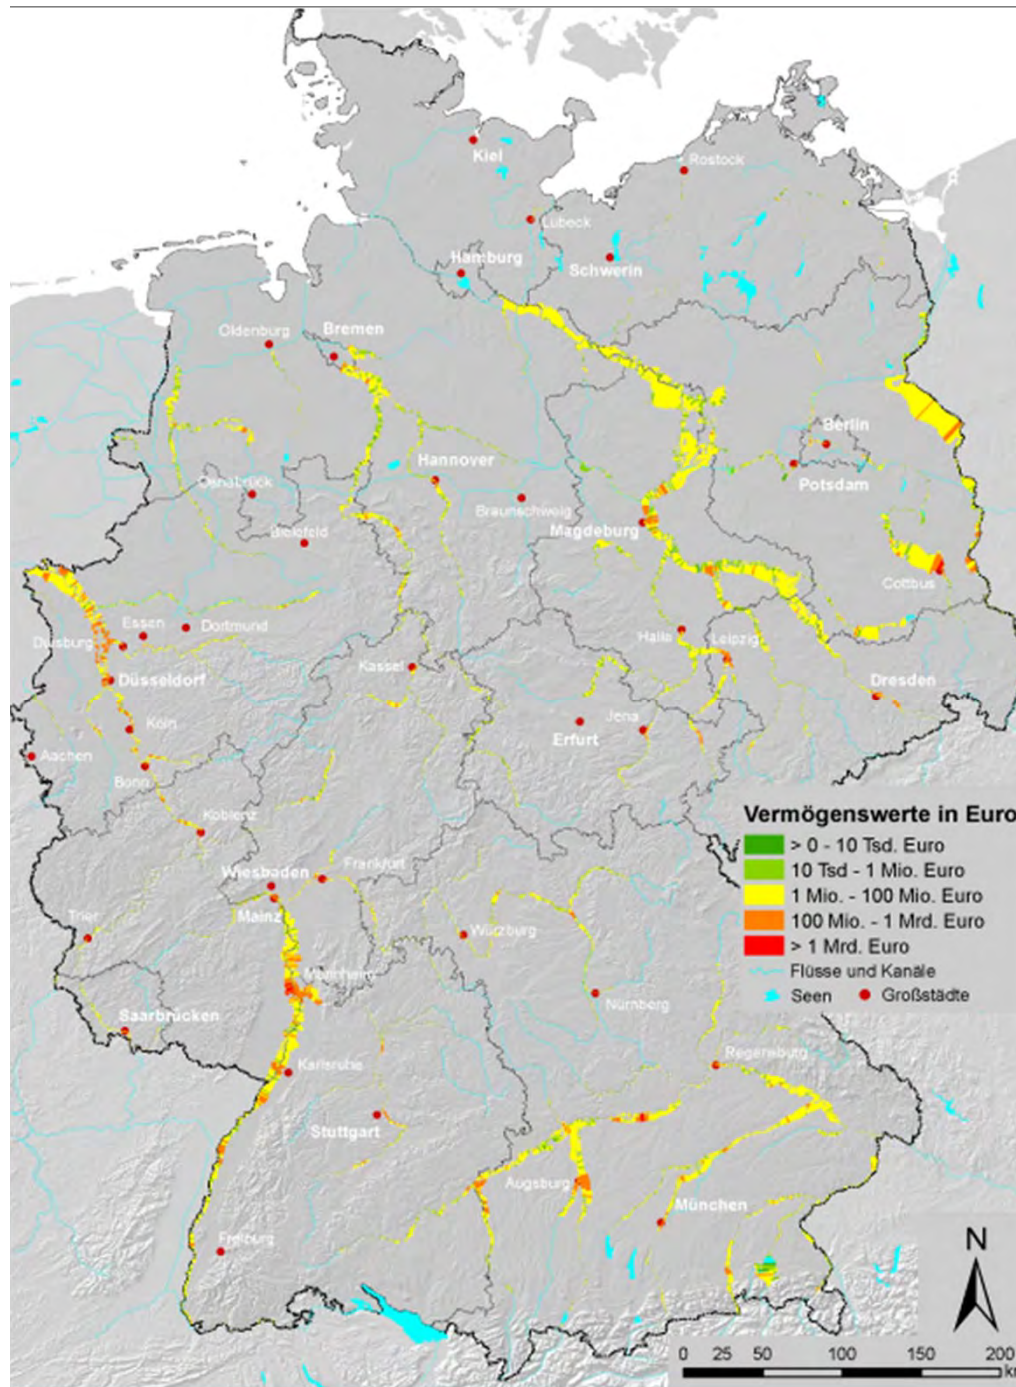 Kiel
Rostock
Lübeck
Hamburg
Schwerin
Oldenburg
Bremen
Berlin
Hannover
Potsdam
Osnabrück
Braunschweig
Magdeburg
Bielefeld
Cottbus
Essen
Dortmund
Duisburg
Halle
Leipzig
Kassel
Düsseldorf
Dresden
Köln
Jena
Erfurt
Aachen
Bonn
Koblenz
Vermögenswerte in Euro
> 0 - 10 Tsd. Euro
10 Tsd - 1 Mio. Euro
1 Mio. - 100 Mio. Euro
100 Mio. - 1 Mrd. Euro
> 1 Mrd. Euro
Flüsse und Kanäle
Seen
Großstädte
Frankfurt
Wiesbaden
Mainz
Trier
Würzburg
Mannheim
Nürnberg
Saarbrücken
Regensburg
Karlsruhe
Stuttgart
Augsburg
München
Freiburg
N
0 50 100 150 200